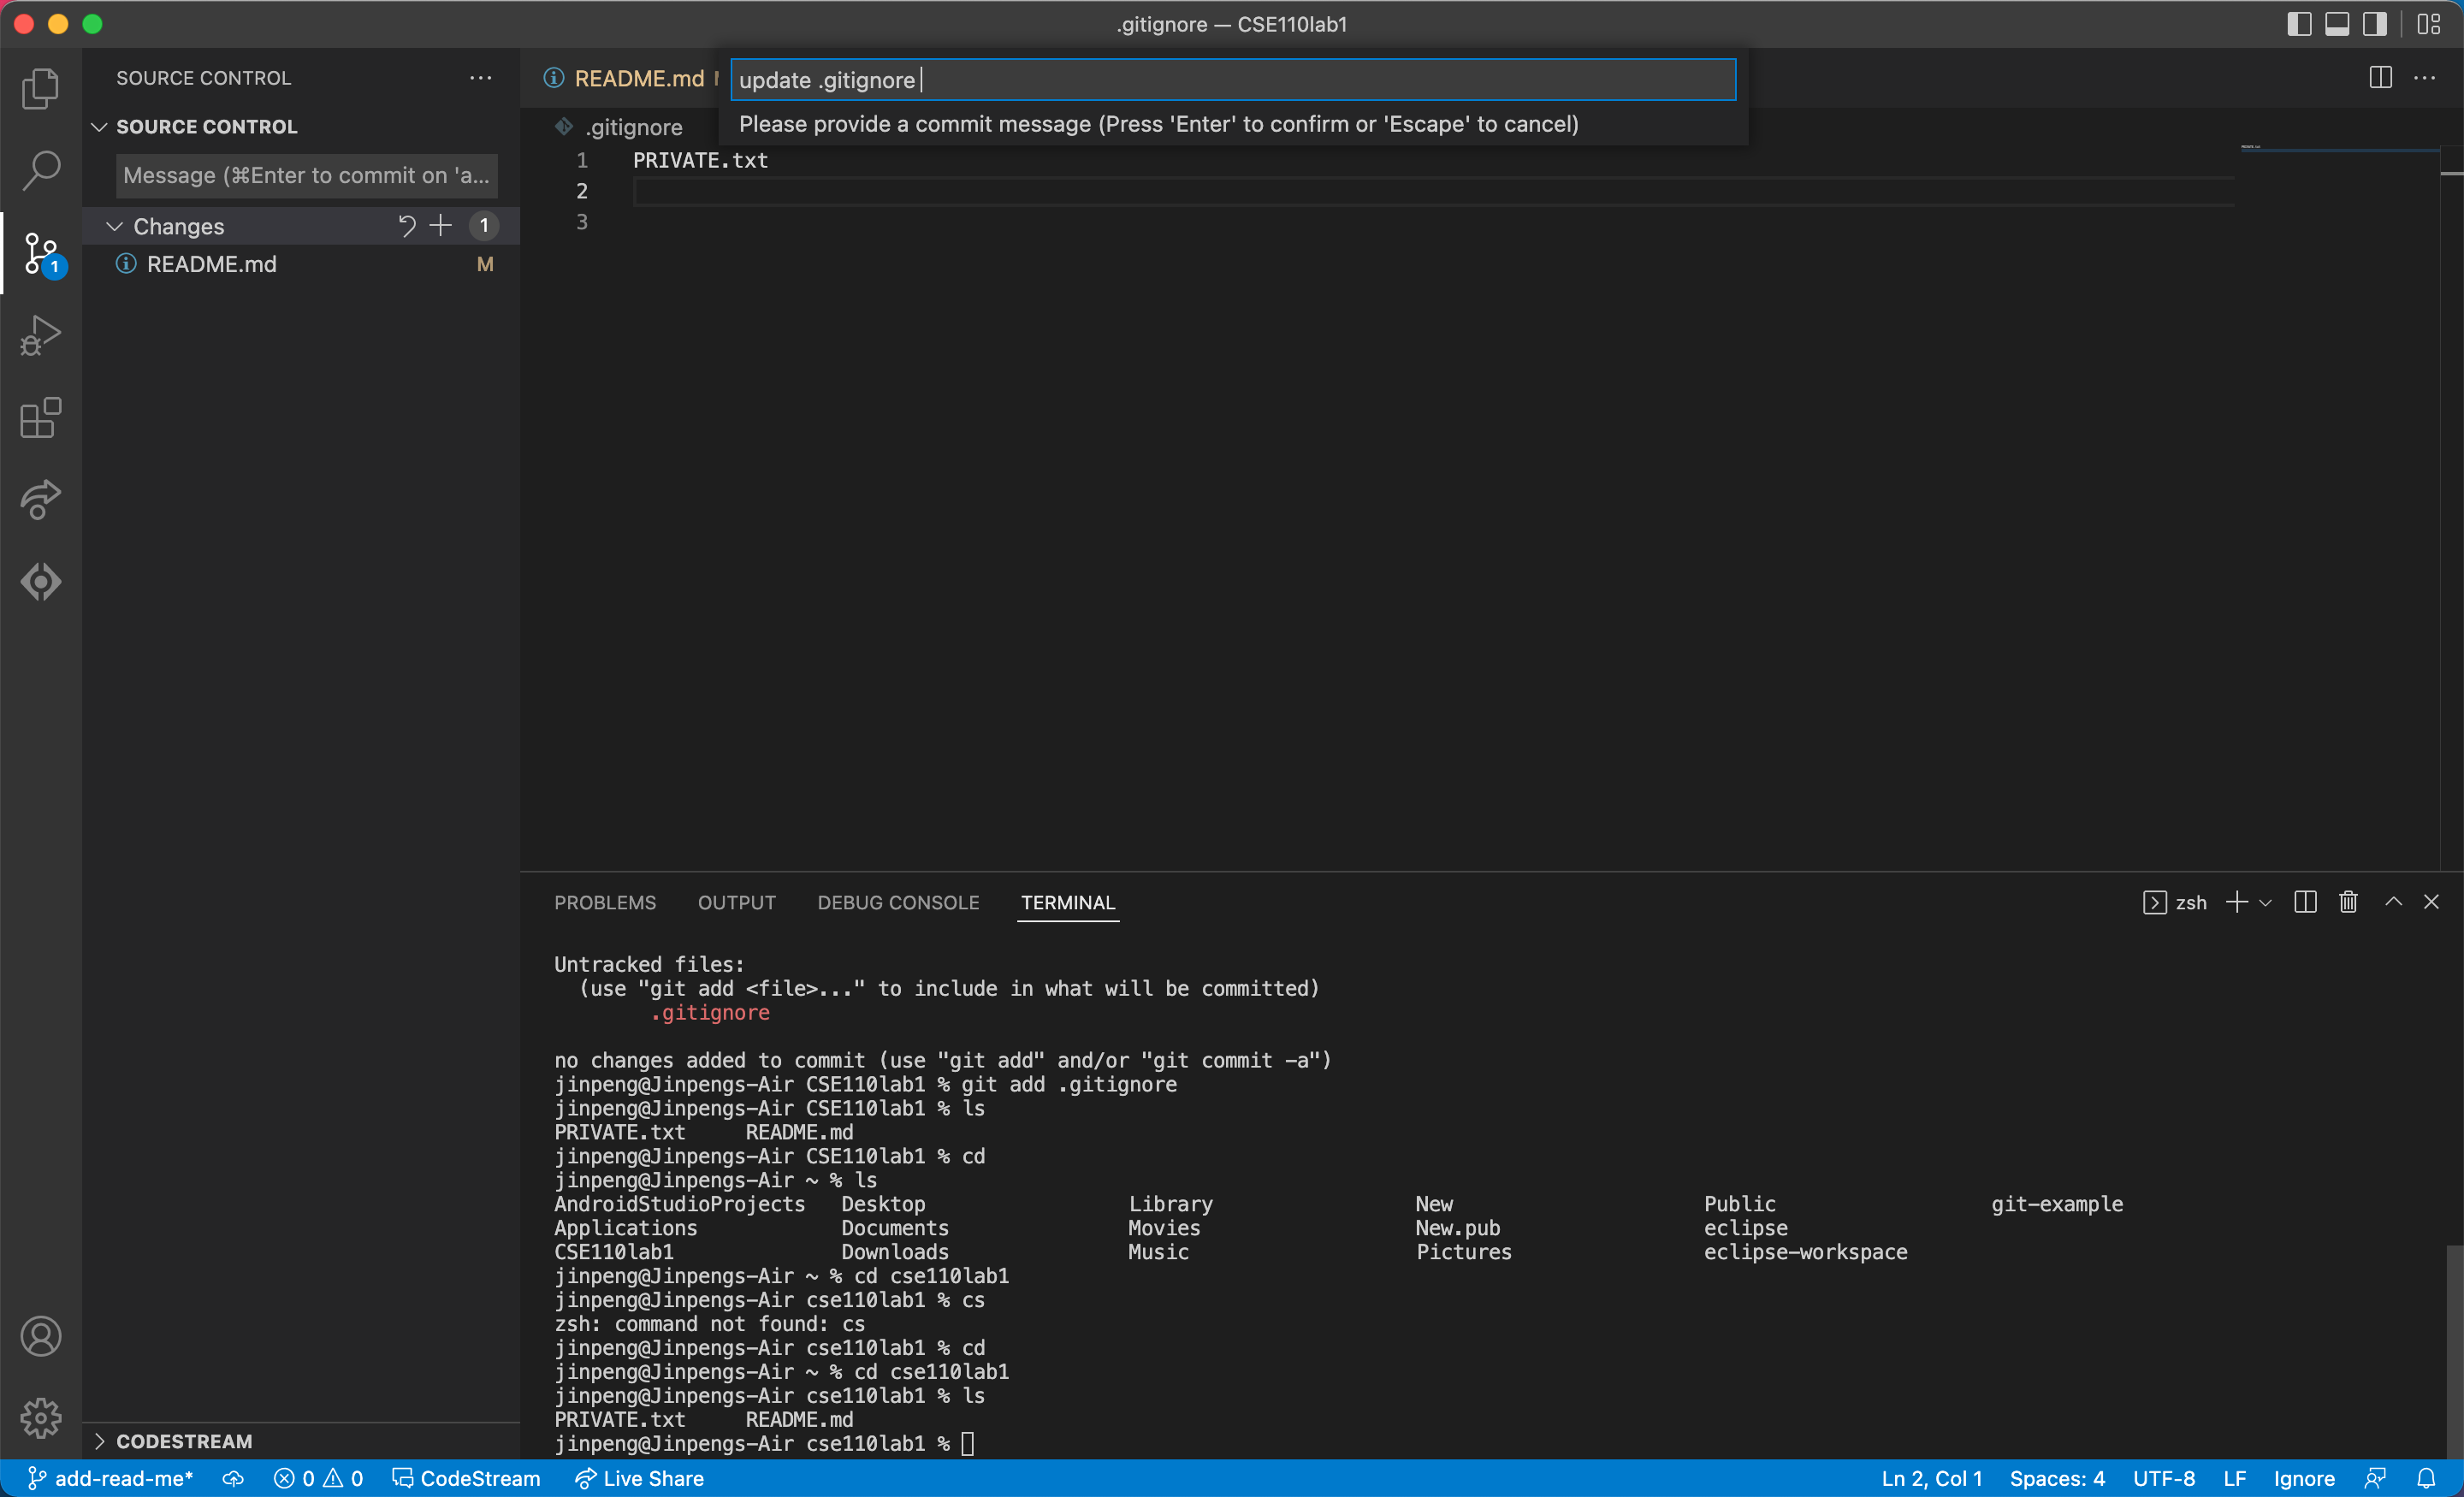 .gitignore — CSE110lab1
SOURCE CONTROL
SOURCE CONTROL
Message (⌘Enter to commit on 'a...
Changes
1
README.md
M
1
README.md
update .gitignore
Please provide a commit message (Press 'Enter' to confirm or 'Escape' to cancel)
.gitignore
1 PRIVATE.txt
2
3
PROBLEMS OUTPUT DEBUG CONSOLE TERMINAL
zsh
Untracked files:
(use "git add <file>..." to include in what will be committed)
.gitignore
no changes added to commit (use "git add" and/or "git commit -a")
jinpeng@Jinpengs-Air CSE110lab1 % git add .gitignore
jinpeng@Jinpengs-Air CSE110lab1 % ls
PRIVATE.txt README.md
jinpeng@Jinpengs-Air CSE110lab1 % cd
jinpeng@Jinpengs-Air ~ % ls
AndroidStudioProjects Desktop Library New Public git-example
Applications Documents Movies New.pub eclipse
CSE110lab1 Downloads Music Pictures eclipse-workspace
jinpeng@Jinpengs-Air ~ % cd cse110lab1
jinpeng@Jinpengs-Air cse110lab1 % cs
zsh: command not found: cs
jinpeng@Jinpengs-Air cse110lab1 % cd
jinpeng@Jinpengs-Air ~ % cd cse110lab1
jinpeng@Jinpengs-Air cse110lab1 % ls
PRIVATE.txt README.md
jinpeng@Jinpengs-Air cse110lab1 %
CODESTREAM
add-read-me* 0 0 CodeStream Live Share Ln 2, Col 1 Spaces: 4 UTF-8 LF Ignore